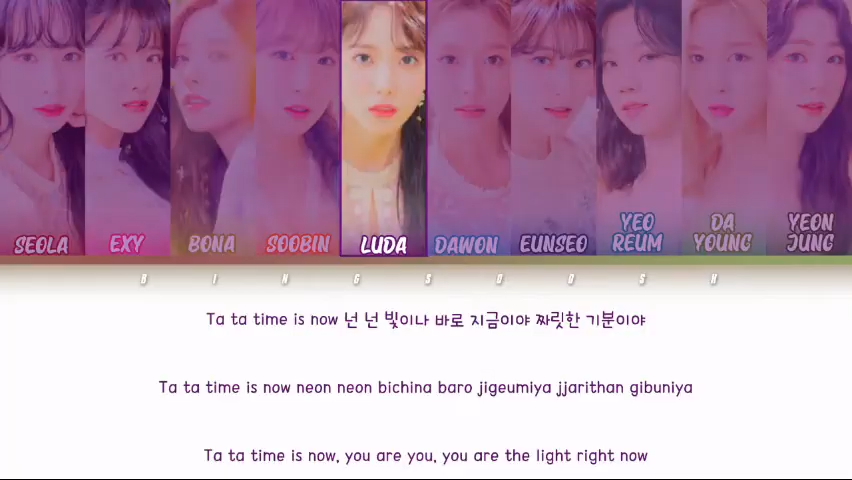 SEOLA EXY BONA SOOBIN LUDA DAWON EUNSEO YEO REUM DA YOUNG YEON JUNG
B I N G S U U S H
Ta ta time is now 넌 넌 빛이나 바로 지금이야 짜릿한 기분이야
Ta ta time is now neon neon bichina baro jigeumiya jjarithan gibuniya
Ta ta time is now, you are you, you are the light right now